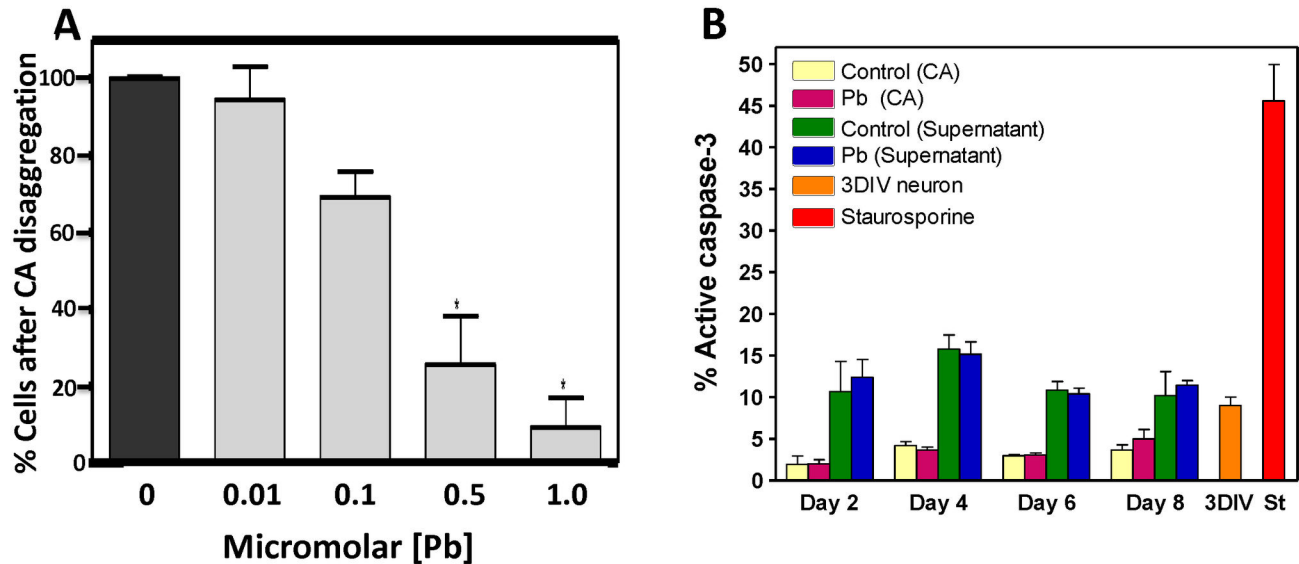 A
% Cells after CA disaggregation
100
80
60
40
20
0
*
*
0 0.01 0.1 0.5 1.0
Micromolar [Pb]
B
% Active caspase-3
50
45
40
35
30
25
20
15
10
5
0
Control (CA)
Pb (CA)
Control (Supernatant)
Pb (Supernatant)
3DIV neuron
Staurosporine
Day 2 Day 4 Day 6 Day 8 3DIV St